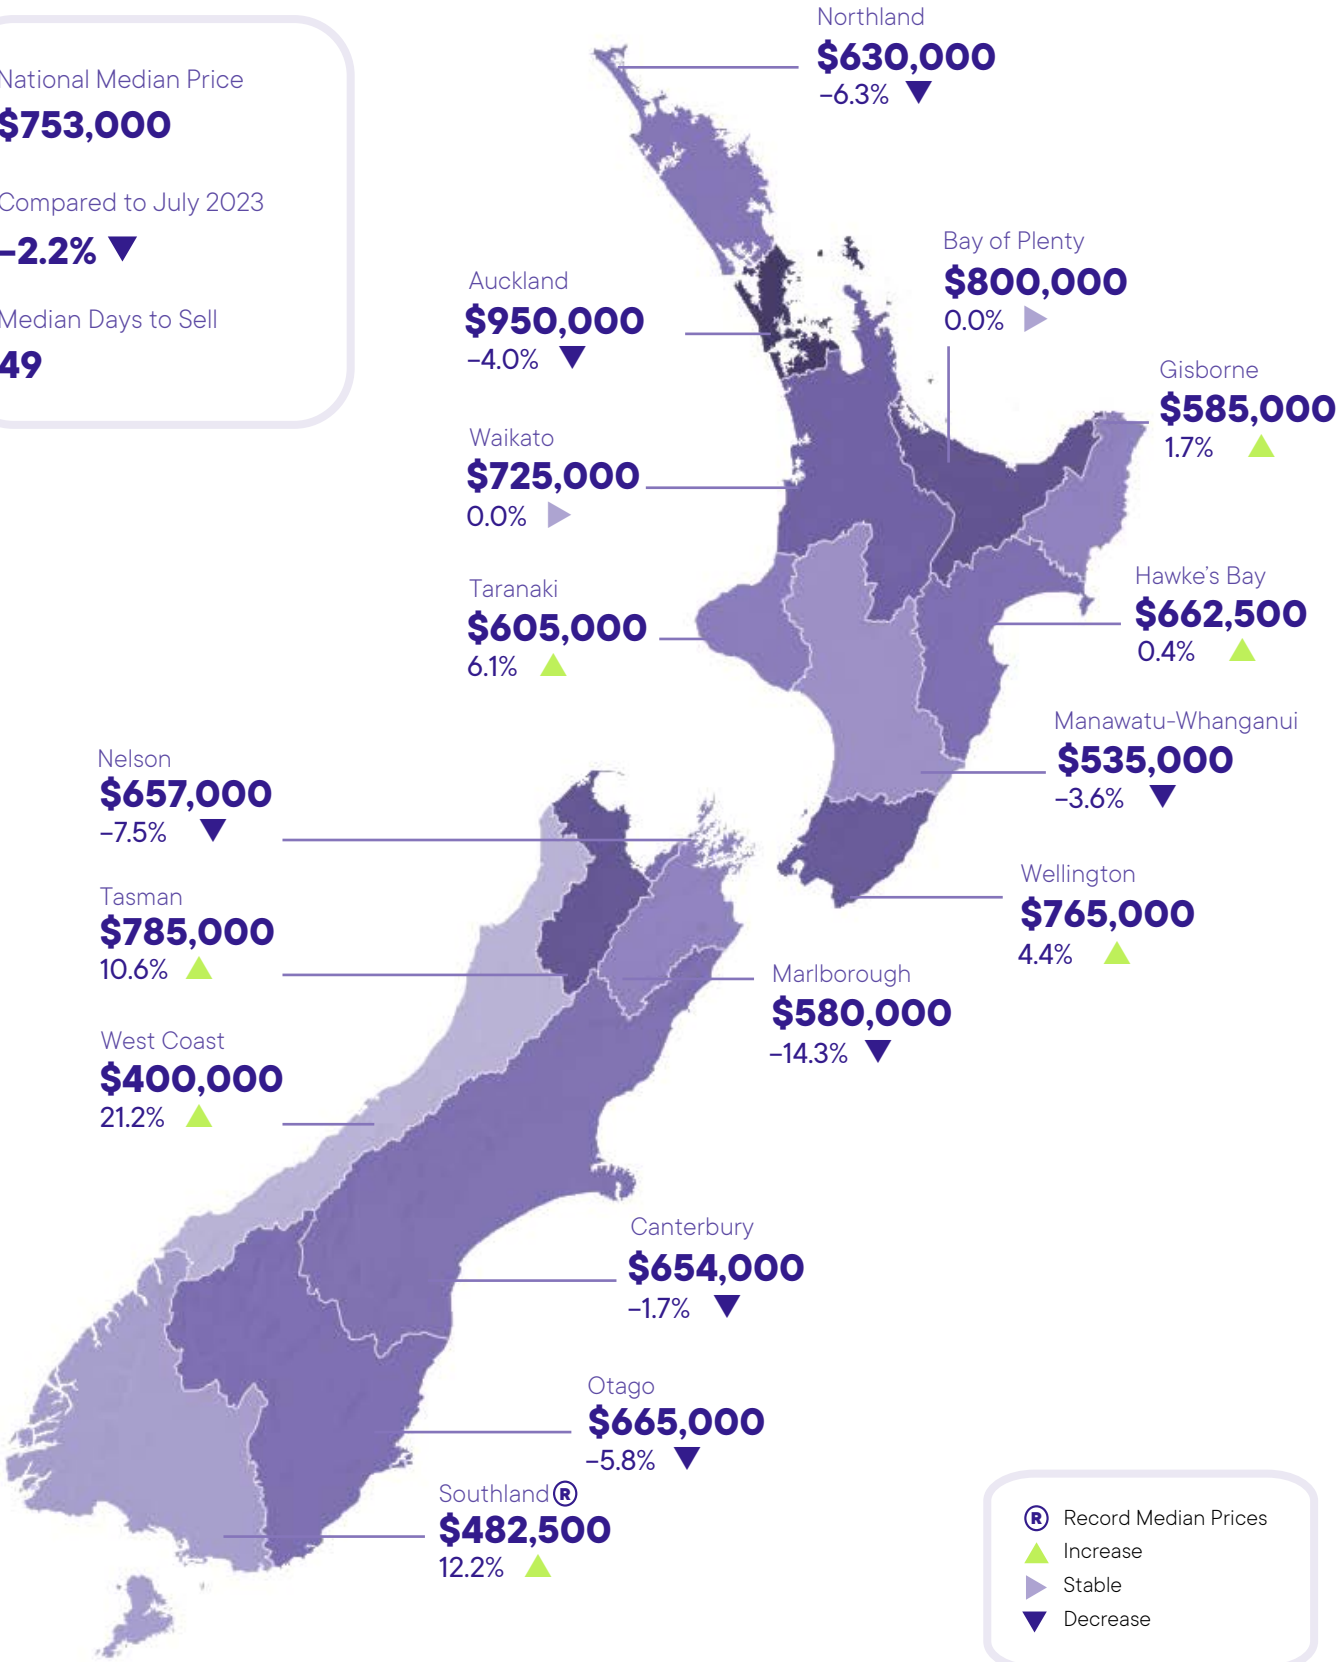 National Median Price
$753,000
Compared to July 2023
-2.2%
Median Days to Sell
49
Northland
$630,000
-6.3%
Auckland
$950,000
-4.0%
Bay of Plenty
$800,000
0.0%
Gisborne
$585,000
1.7%
Waikato
$725,000
0.0%
Taranaki
$605,000
6.1%
Hawke's Bay
$662,500
0.4%
Manawatu-Whanganui
$535,000
-3.6%
Wellington
$765,000
4.4%
Nelson
$657,000
-7.5%
Tasman
$785,000
10.6%
Marlborough
$580,000
-14.3%
West Coast
$400,000
21.2%
Canterbury
$654,000
-1.7%
Otago
$665,000
-5.8%
Southland Ⓡ
$482,500
12.2%
Ⓡ Record Median Prices
Increase
Stable
Decrease